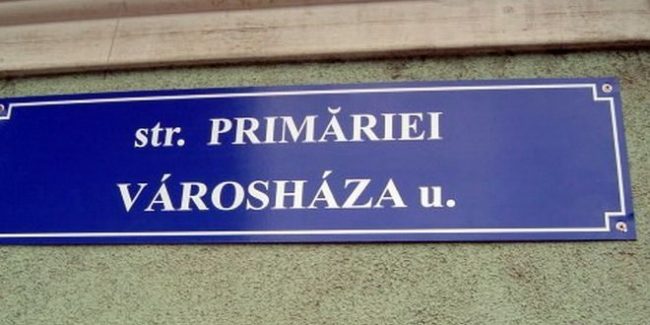 str. PRIMĂRIEI
VÁROSHÁZA u.